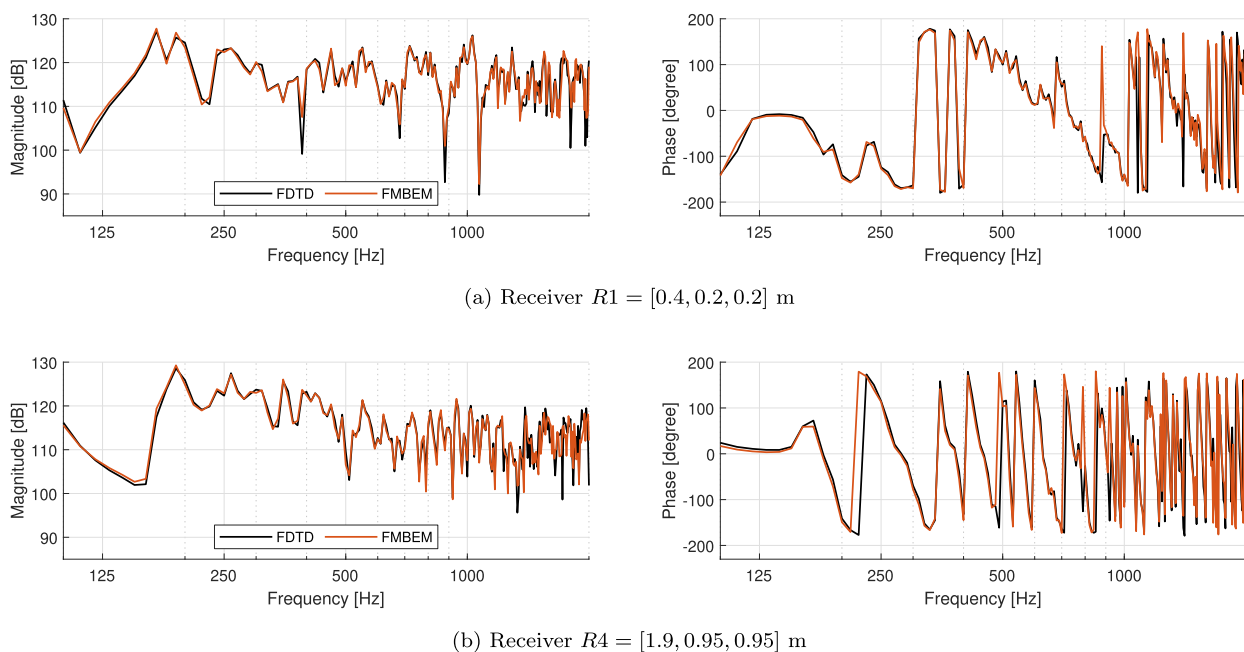 130
120
110
100
90
Magnitude [dB]
FDTD FMBEM
125 250 500 1000
Frequency [Hz]
200
100
0
-100
-200
Phase [degree]
125 250 500 1000
Frequency [Hz]
(a) Receiver R1 = [0.4, 0.2, 0.2] m
130
120
110
100
90
Magnitude [dB]
FDTD FMBEM
125 250 500 1000
Frequency [Hz]
200
100
0
-100
-200
Phase [degree]
125 250 500 1000
Frequency [Hz]
(b) Receiver R4 = [1.9, 0.95, 0.95] m